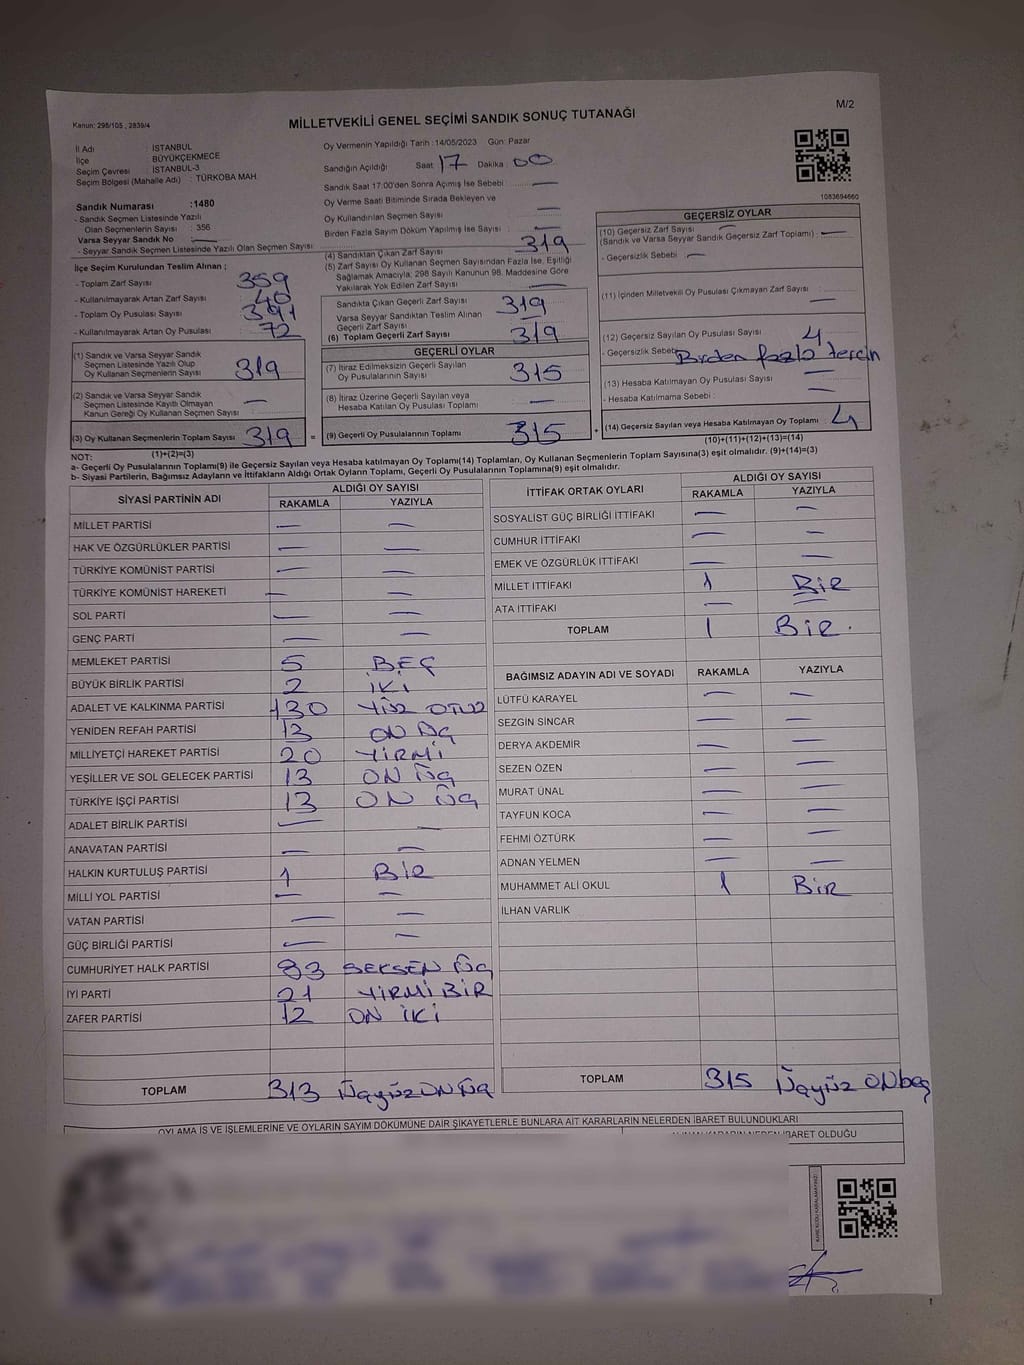 M/2
Kanun: 298/105 , 2839/4
MİLLETVEKİLİ GENEL SEÇİMİ SANDIK SONUÇ TUTANAĞI
İl Adı : İSTANBUL
İlçe : BÜYÜKÇEKMECE
Seçim Çevresi : İSTANBUL-3
Seçim Bölgesi (Mahalle Adı) : TÜRKOBA MAH.
Sandık Numarası :1480
- Sandık Seçmen Listesinde Yazılı
Olan Seçmenlerin Sayısı : 356
Varsa Seyyar Sandık No : —
- Seyyar Sandık Seçmen Listesinde Yazılı Olan Seçmen Sayısı
İlçe Seçim Kurulundan Teslim Alınan ;
- Toplam Zarf Sayısı : 359
- Kullanılmayarak Artan Zarf Sayısı : 40
- Toplam Oy Pusulası Sayısı : 391
- Kullanılmayarak Artan Oy Pusulası : 72
(1) Sandık ve Varsa Seyyar Sandık
Seçmen Listesinde Yazılı Olup
Oy Kullanan Seçmenlerin Sayısı : 319
(2) Sandık ve Varsa Seyyar Sandık
Seçmen Listesinde Kayıtlı Olmayan
Kanun Gereği Oy Kullanan Seçmen Sayısı : —
(3) Oy Kullanan Seçmenlerin Toplam Sayısı : 319
(1)+(2)=(3)
Oy Vermenin Yapıldığı Tarih : 14/05/2023 Gün: Pazar
Sandığın Açıldığı Saat 17 Dakika : 00
Sandık Saat 17:00'den Sonra Açımış İse Sebebi : —
Oy Verme Saati Bitiminde Sırada Bekleyen ve
Oy Kullandırılan Seçmen Sayısı : —
Birden Fazla Sayım Döküm Yapılmış İse Sayısı : —
(4) Sandıktan Çıkan Zarf Sayısı : 319
(5) Zarf Sayısı Oy Kullanan Seçmen Sayısından Fazla İse, Eşitliği
Sağlamak Amacıyla; 298 Sayılı Kanunun 98. Maddesine Göre
Yakılarak Yok Edilen Zarf Sayısı : —
Sandıkta Çıkan Geçerli Zarf Sayısı : 319
Varsa Seyyar Sandıktan Teslim Alınan
Geçerli Zarf Sayısı : —
(6) Toplam Geçerli Zarf Sayısı : 319
GEÇERLİ OYLAR
(7) İtiraz Edilmeksizin Geçerli Sayılan
Oy Pusulalarının Sayısı : 315
(8) İtiraz Üzerine Geçerli Sayılan veya
Hesaba Katılan Oy Pusulası Toplamı : —
= (9) Geçerli Oy Pusulalarının Toplamı : 315
1083694660
GEÇERSİZ OYLAR
(10) Geçersiz Zarf Sayısı : —
(Sandık ve Varsa Seyyar Sandık Geçersiz Zarf Toplamı) : —
- Geçersizlik Sebebi : —
(11) İçinden Milletvekili Oy Pusulası Çıkmayan Zarf Sayısı : —
(12) Geçersiz Sayılan Oy Pusulası Sayısı : 4
- Geçersizlik Sebebi : Birden fazla tercih
(13) Hesaba Katılmayan Oy Pusulası Sayısı : —
- Hesaba Katılmama Sebebi : —
+ (14) Geçersiz Sayılan veya Hesaba Katılmayan Oy Toplamı : 4
(10)+(11)+(12)+(13)=(14)
NOT:
a- Geçerli Oy Pusulalarının Toplamı(9) ile Geçersiz Sayılan veya Hesaba katılmayan Oy Toplamı(14) Toplamları, Oy Kullanan Seçmenlerin Toplam Sayısına(3) eşit olmalıdır. (9)+(14)=(3)
b- Siyasi Partilerin, Bağımsız Adayların ve İttifakların Aldığı Ortak Oyların Toplamı, Geçerli Oy Pusulalarının Toplamına(9) eşit olmalıdır.
SİYASİ PARTİNİN ADI
ALDIĞI OY SAYISI
RAKAMLA YAZIYLA
MİLLET PARTİSİ — —
HAK VE ÖZGÜRLÜKLER PARTİSİ — —
TÜRKİYE KOMÜNİST PARTİSİ — —
TÜRKİYE KOMÜNİST HAREKETİ — —
SOL PARTİ — —
GENÇ PARTİ — —
MEMLEKET PARTİSİ 5 BEŞ
BÜYÜK BİRLİK PARTİSİ 2 İKİ
ADALET VE KALKINMA PARTİSİ 130 YÜZ OTUZ
YENİDEN REFAH PARTİSİ 13 ON ÜÇ
MİLLİYETÇİ HAREKET PARTİSİ 20 YİRMİ
YEŞİLLER VE SOL GELECEK PARTİSİ 13 ON ÜÇ
TÜRKİYE İŞÇİ PARTİSİ 13 ON ÜÇ
ADALET BİRLİK PARTİSİ — —
ANAVATAN PARTİSİ — —
HALKIN KURTULUŞ PARTİSİ 1 BİR
MİLLİ YOL PARTİSİ — —
VATAN PARTİSİ — —
GÜÇ BİRLİĞİ PARTİSİ — —
CUMHURİYET HALK PARTİSİ 83 SEKSEN ÜÇ
İYİ PARTİ 21 YİRMİ BİR
ZAFER PARTİSİ 12 ON İKİ
TOPLAM 313 ÜçyüzON Üç
İTTİFAK ORTAK OYLARI
ALDIĞI OY SAYISI
RAKAMLA YAZIYLA
SOSYALİST GÜÇ BİRLİĞİ İTTİFAKI — —
CUMHUR İTTİFAKI — —
EMEK VE ÖZGÜRLÜK İTTİFAKI — —
MİLLET İTTİFAKI 1 BİR
ATA İTTİFAKI — —
TOPLAM 1 BİR.
BAĞIMSIZ ADAYIN ADI VE SOYADI RAKAMLA YAZIYLA
LÜTFÜ KARAYEL — —
SEZGİN SİNCAR — —
DERYA AKDEMİR — —
SEZEN ÖZEN — —
MURAT ÜNAL — —
TAYFUN KOCA — —
FEHMİ ÖZTÜRK — —
ADNAN YELMEN — —
MUHAMMET ALİ OKUL 1 BİR
İLHAN VARLIK
TOPLAM 315 Üçyüz ONbeş
OYLAMA İŞ VE İŞLEMLERİNE VE OYLARIN SAYIM DÖKÜMÜNE DAİR ŞİKAYETLERLE BUNLARA AİT KARARLARIN NELERDEN İBARET BULUNDUKLARI
İBARET OLDUĞU
KARE KODU KARALAMAYINIZ!